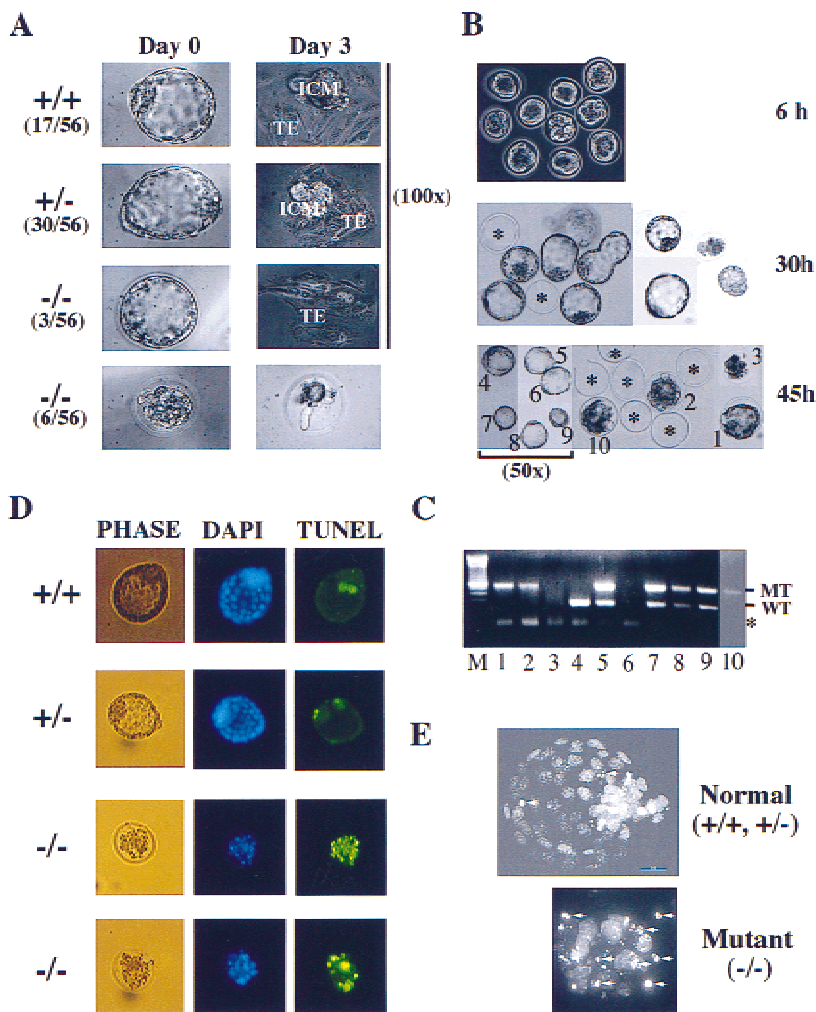 A
Day 0 Day 3
+/+
(17/56)
ICM
TE
+/-
(30/56)
ICM
TE
(100x)
-/-
(3/56)
TE
-/-
(6/56)
B
6 h
*
*
30h
4 5 * * 3
6 * * 2
7 8 9 10 * * 1
45h
(50x)
D
PHASE DAPI TUNEL
+/+
+/-
-/-
-/-
C
MT
WT
*
M 1 2 3 4 5 6 7 8 9 10
E
Normal
(+/+, +/-)
Mutant
(-/-)